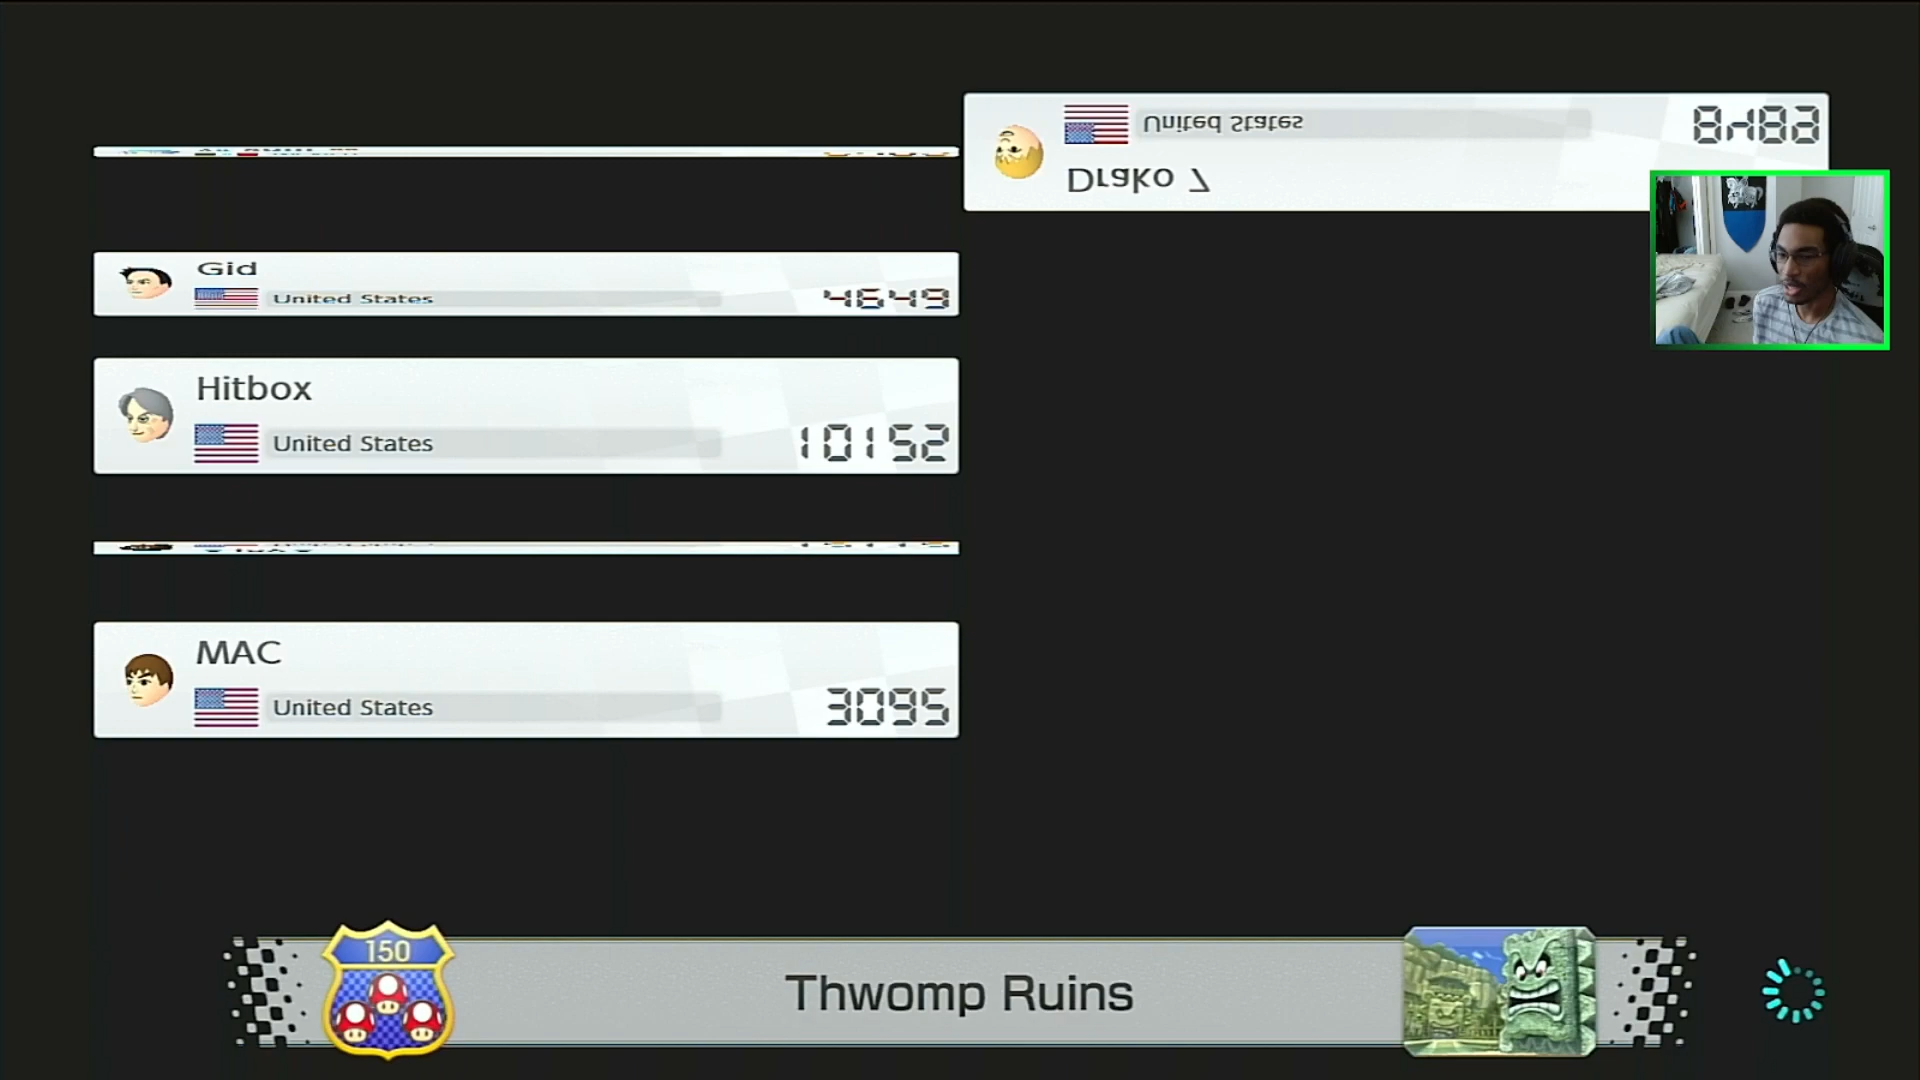 Gid
United States 4649
Hitbox
United States 10152
MAC
United States 3095
United States 8483
Drako 7
150
Thwomp Ruins